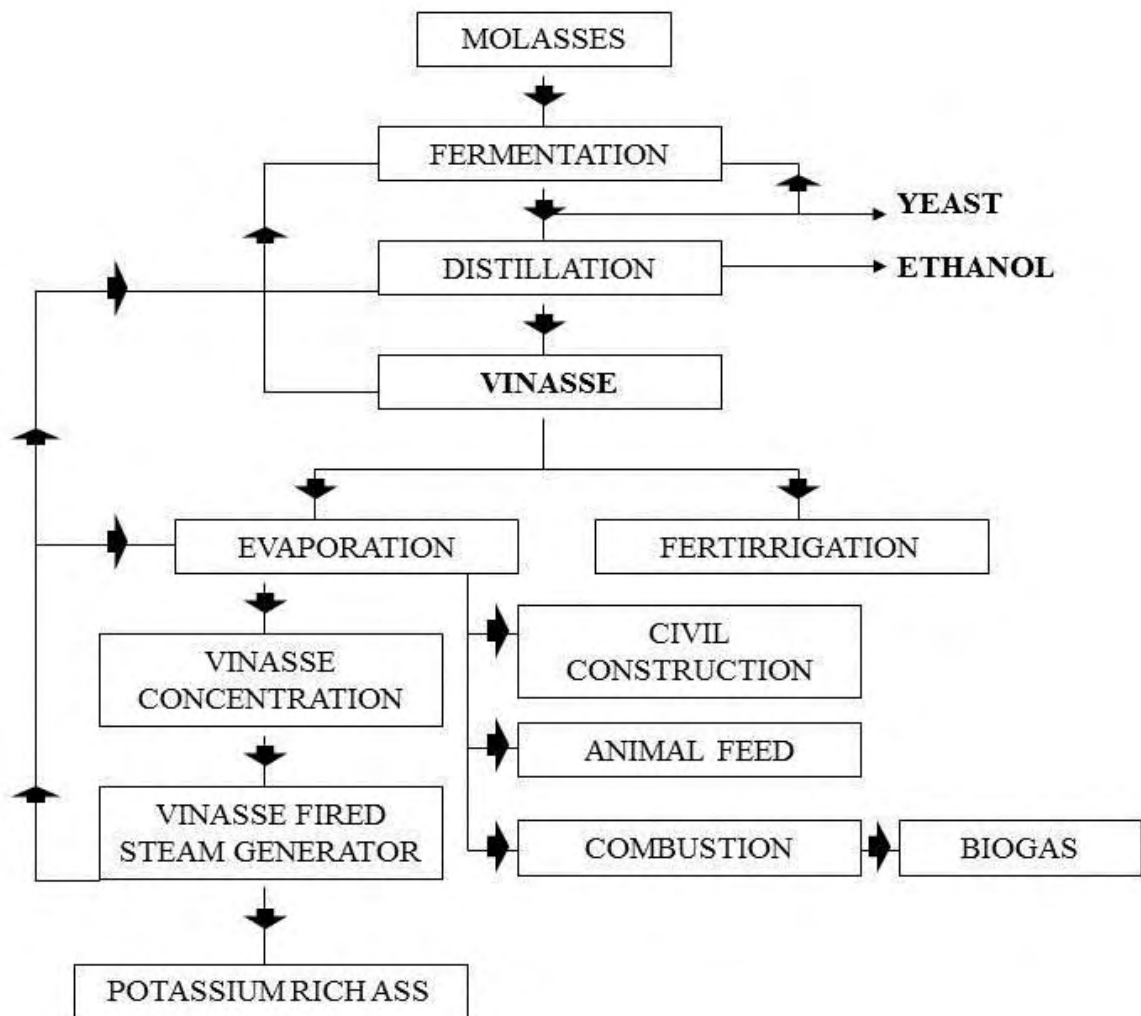 MOLASSES
FERMENTATION
YEAST
DISTILLATION
ETHANOL
VINASSE
EVAPORATION
FERTIRRIGATION
VINASSE
CONCENTRATION
CIVIL
CONSTRUCTION
ANIMAL FEED
VINASSE FIRED
STEAM GENERATOR
COMBUSTION
BIOGAS
POTASSIUM RICH ASS